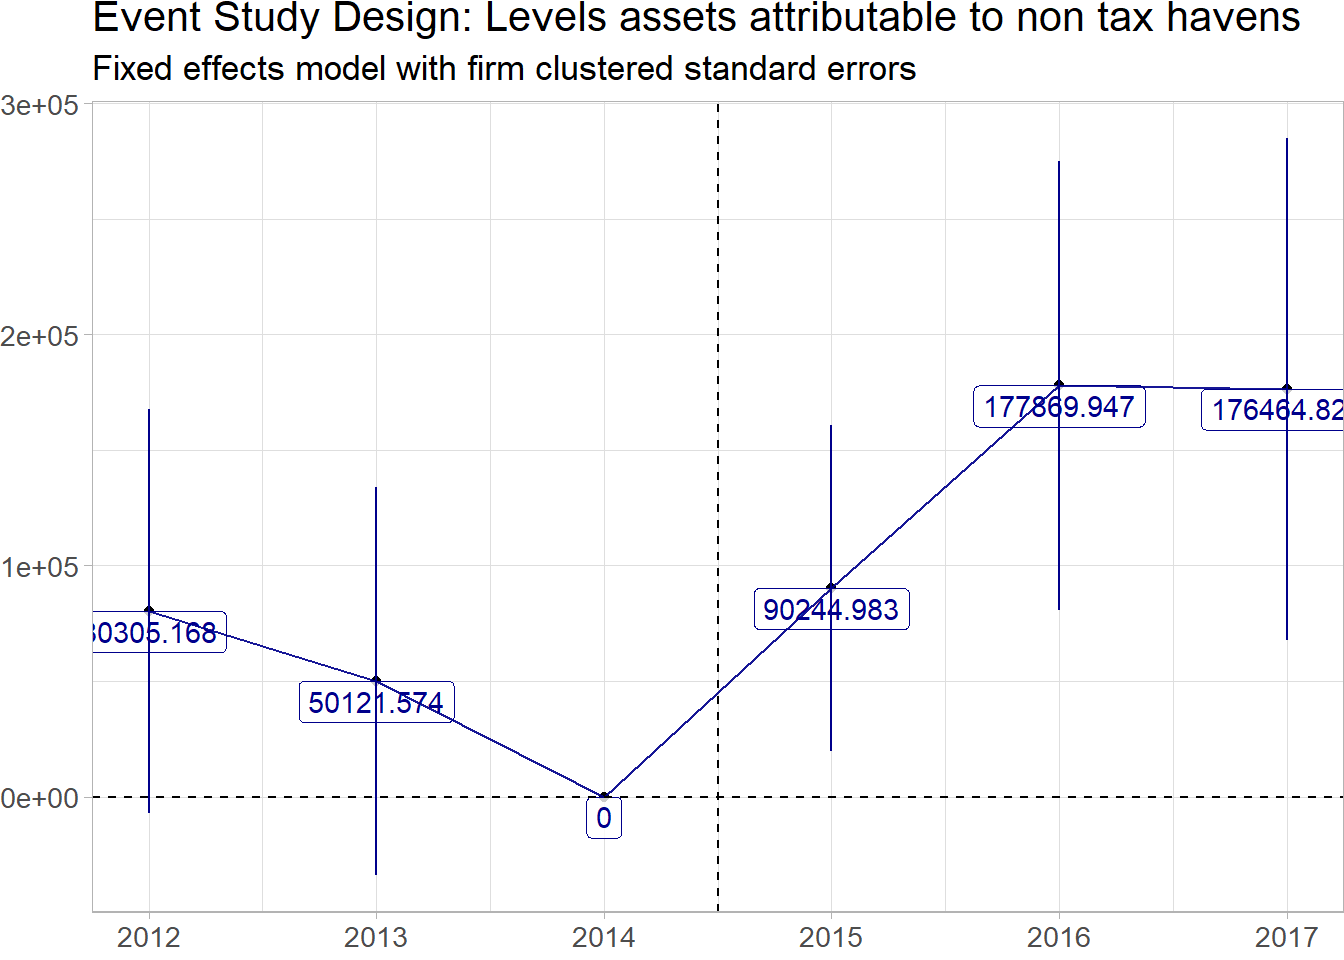 Event Study Design: Levels assets attributable to non tax havens
Fixed effects model with firm clustered standard errors
3e+05
2e+05
1e+05
0e+00
30305.168
50121.574
0
90244.983
177869.947
176464.82
2012 2013 2014 2015 2016 2017